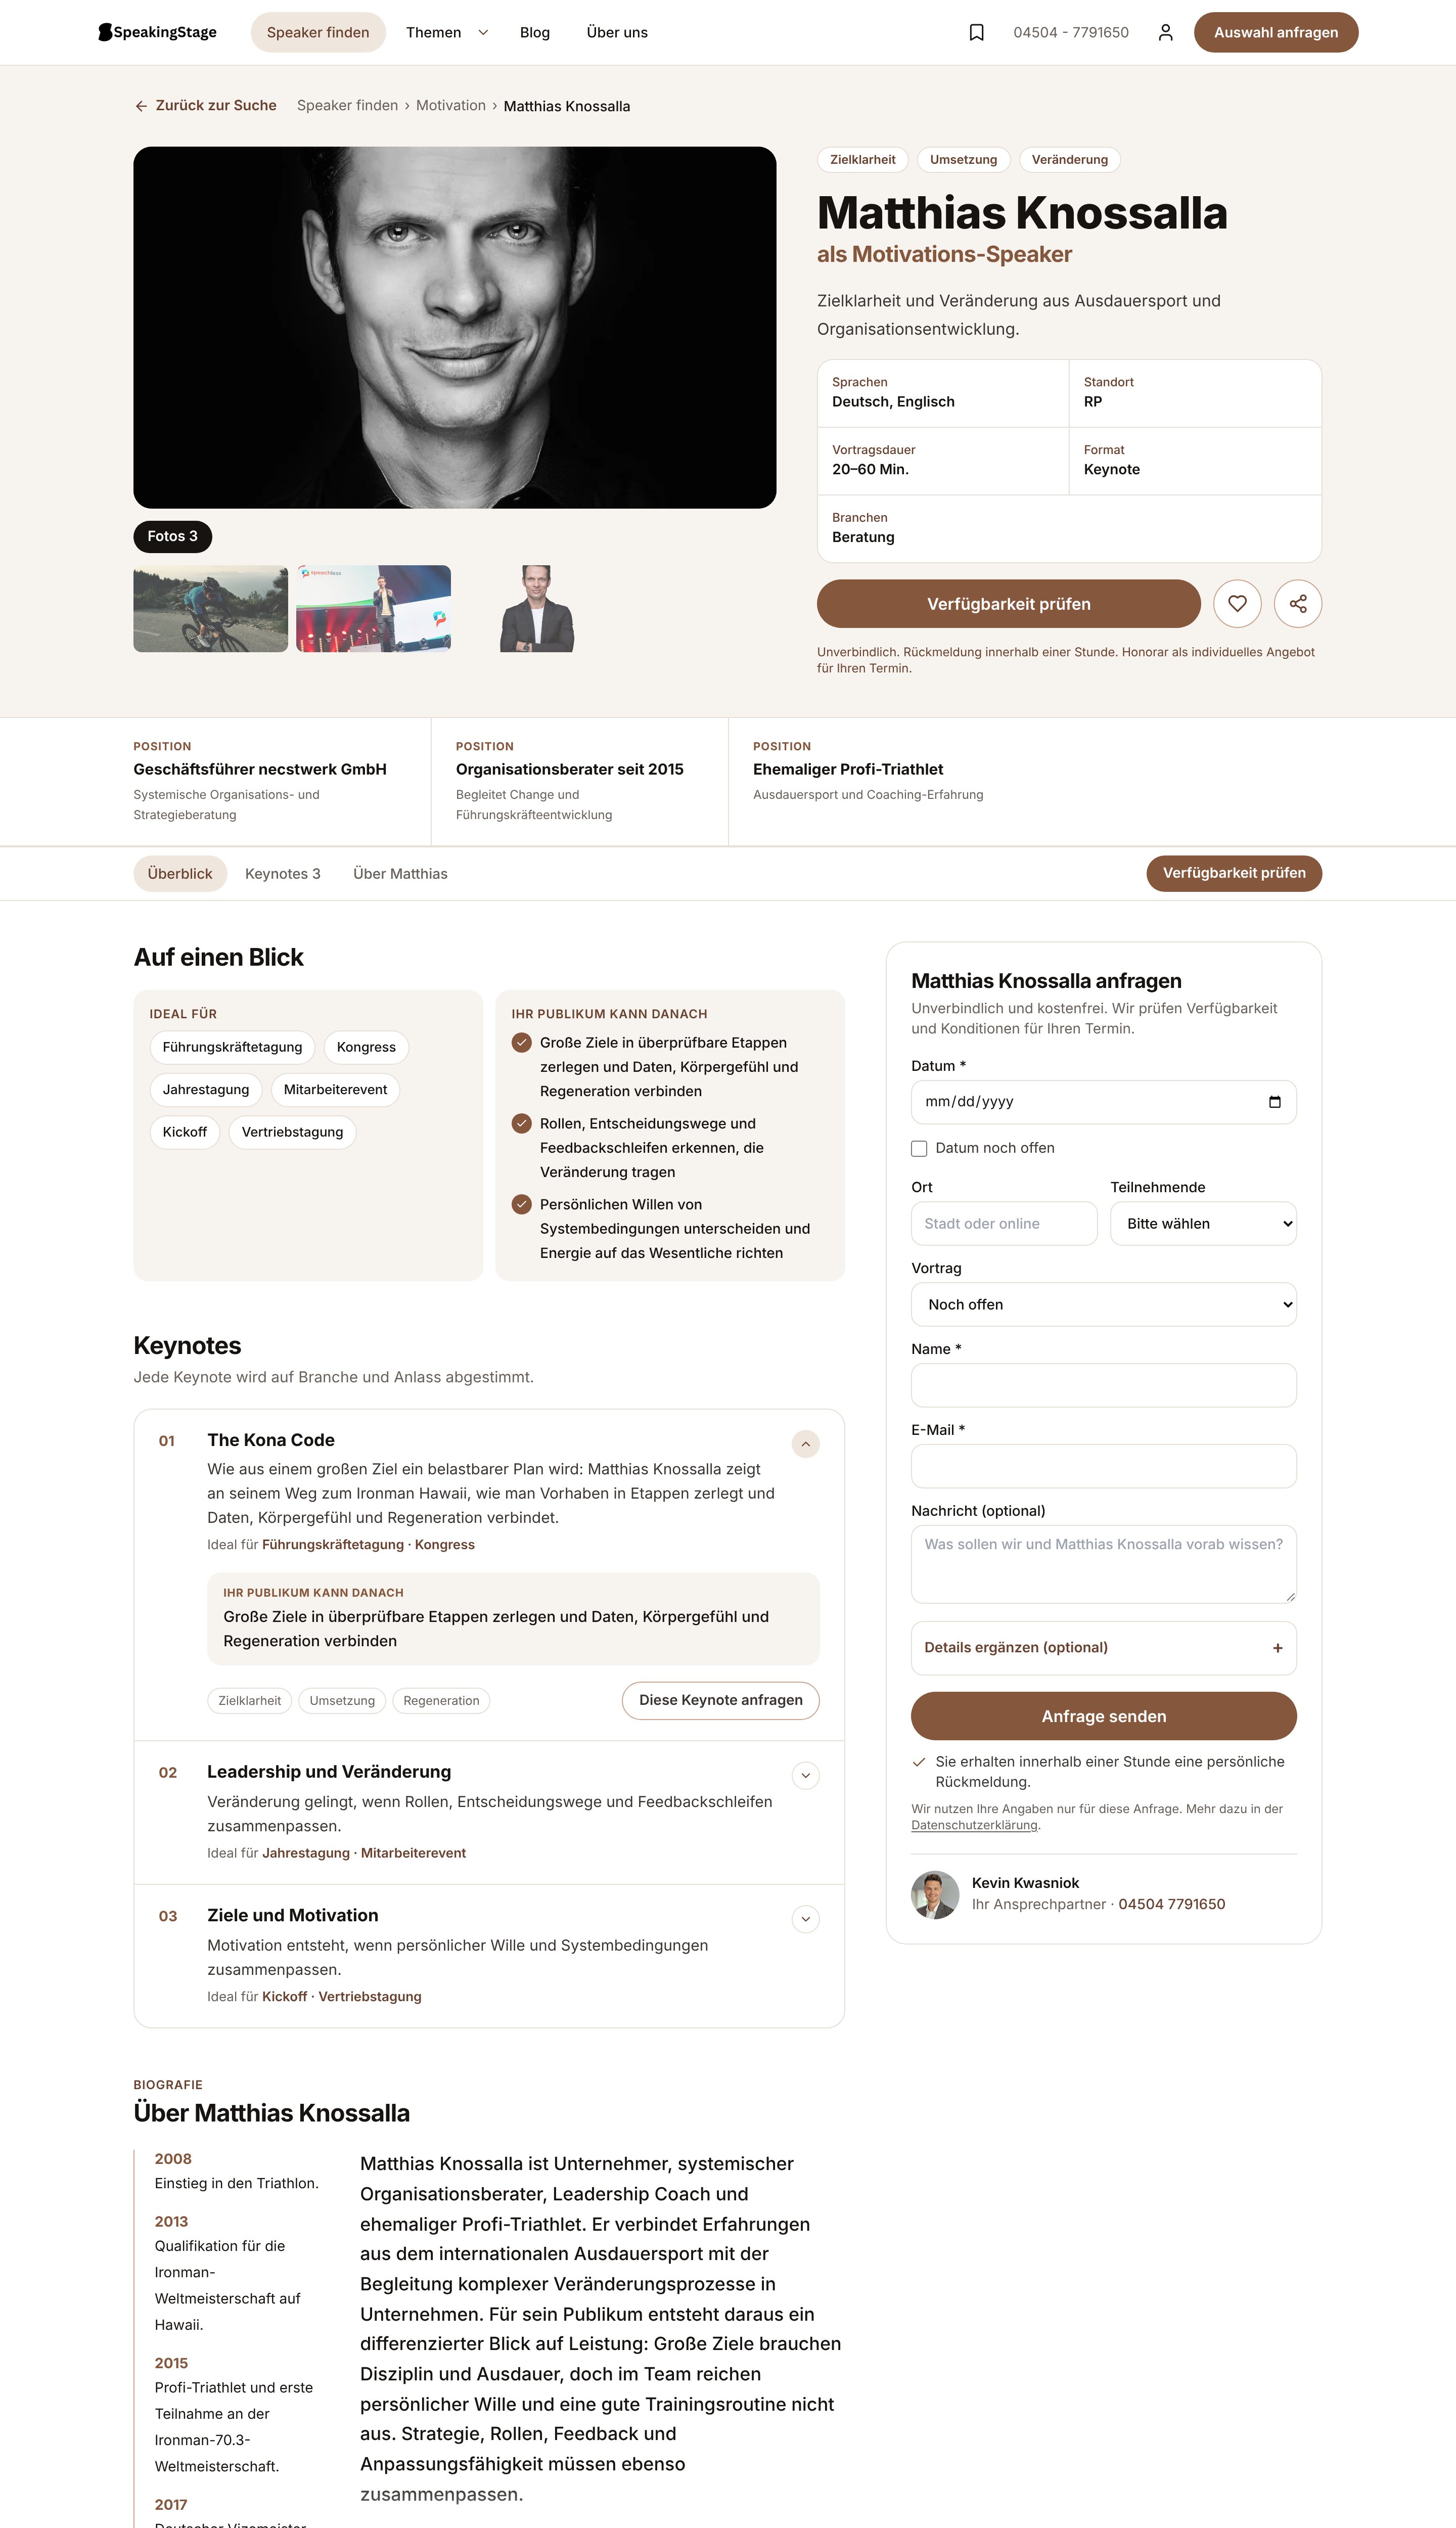 SpeakingStage
Speaker finden
Themen
Blog
Über uns
04504 - 7791650
Auswahl anfragen
Zurück zur Suche
Speaker finden › Motivation › Matthias Knossalla
Fotos 3
speechless
Zielklarheit
Umsetzung
Veränderung
Matthias Knossalla
als Motivations-Speaker
Zielklarheit und Veränderung aus Ausdauersport und
Organisationsentwicklung.
Sprachen
Deutsch, Englisch
Standort
RP
Vortragsdauer
20–60 Min.
Format
Keynote
Branchen
Beratung
Verfügbarkeit prüfen
Unverbindlich. Rückmeldung innerhalb einer Stunde. Honorar als individuelles Angebot
für Ihren Termin.
POSITION
Geschäftsführer necstwerk GmbH
Systemische Organisations- und
Strategieberatung
POSITION
Organisationsberater seit 2015
Begleitet Change und
Führungskräfteentwicklung
POSITION
Ehemaliger Profi-Triathlet
Ausdauersport und Coaching-Erfahrung
Überblick
Keynotes 3
Über Matthias
Verfügbarkeit prüfen
Auf einen Blick
IDEAL FÜR
Führungskräftetagung
Kongress
Jahrestagung
Mitarbeiterevent
Kickoff
Vertriebstagung
IHR PUBLIKUM KANN DANACH
Große Ziele in überprüfbare Etappen
zerlegen und Daten, Körpergefühl und
Regeneration verbinden
Rollen, Entscheidungswege und
Feedbackschleifen erkennen, die
Veränderung tragen
Persönlichen Willen von
Systembedingungen unterscheiden und
Energie auf das Wesentliche richten
Keynotes
Jede Keynote wird auf Branche und Anlass abgestimmt.
01
The Kona Code
Wie aus einem großen Ziel ein belastbarer Plan wird: Matthias Knossalla zeigt
an seinem Weg zum Ironman Hawaii, wie man Vorhaben in Etappen zerlegt und
Daten, Körpergefühl und Regeneration verbindet.
Ideal für Führungskräftetagung · Kongress
IHR PUBLIKUM KANN DANACH
Große Ziele in überprüfbare Etappen zerlegen und Daten, Körpergefühl und
Regeneration verbinden
Zielklarheit
Umsetzung
Regeneration
Diese Keynote anfragen
02
Leadership und Veränderung
Veränderung gelingt, wenn Rollen, Entscheidungswege und Feedbackschleifen
zusammenpassen.
Ideal für Jahrestagung · Mitarbeiterevent
03
Ziele und Motivation
Motivation entsteht, wenn persönlicher Wille und Systembedingungen
zusammenpassen.
Ideal für Kickoff · Vertriebstagung
Matthias Knossalla anfragen
Unverbindlich und kostenfrei. Wir prüfen Verfügbarkeit
und Konditionen für Ihren Termin.
Datum *
mm/dd/yyyy
Datum noch offen
Ort
Stadt oder online
Teilnehmende
Bitte wählen
Vortrag
Noch offen
Name *
E-Mail *
Nachricht (optional)
Was sollen wir und Matthias Knossalla vorab wissen?
Details ergänzen (optional)
+
Anfrage senden
Sie erhalten innerhalb einer Stunde eine persönliche
Rückmeldung.
Wir nutzen Ihre Angaben nur für diese Anfrage. Mehr dazu in der
Datenschutzerklärung.
Kevin Kwasniok
Ihr Ansprechpartner · 04504 7791650
BIOGRAFIE
Über Matthias Knossalla
2008
Einstieg in den Triathlon.
2013
Qualifikation für die
Ironman-
Weltmeisterschaft auf
Hawaii.
2015
Profi-Triathlet und erste
Teilnahme an der
Ironman-70.3-
Weltmeisterschaft.
2017
Deutscher Vizemeister
Matthias Knossalla ist Unternehmer, systemischer
Organisationsberater, Leadership Coach und
ehemaliger Profi-Triathlet. Er verbindet Erfahrungen
aus dem internationalen Ausdauersport mit der
Begleitung komplexer Veränderungsprozesse in
Unternehmen. Für sein Publikum entsteht daraus ein
differenzierter Blick auf Leistung: Große Ziele brauchen
Disziplin und Ausdauer, doch im Team reichen
persönlicher Wille und eine gute Trainingsroutine nicht
aus. Strategie, Rollen, Feedback und
Anpassungsfähigkeit müssen ebenso
zusammenpassen.